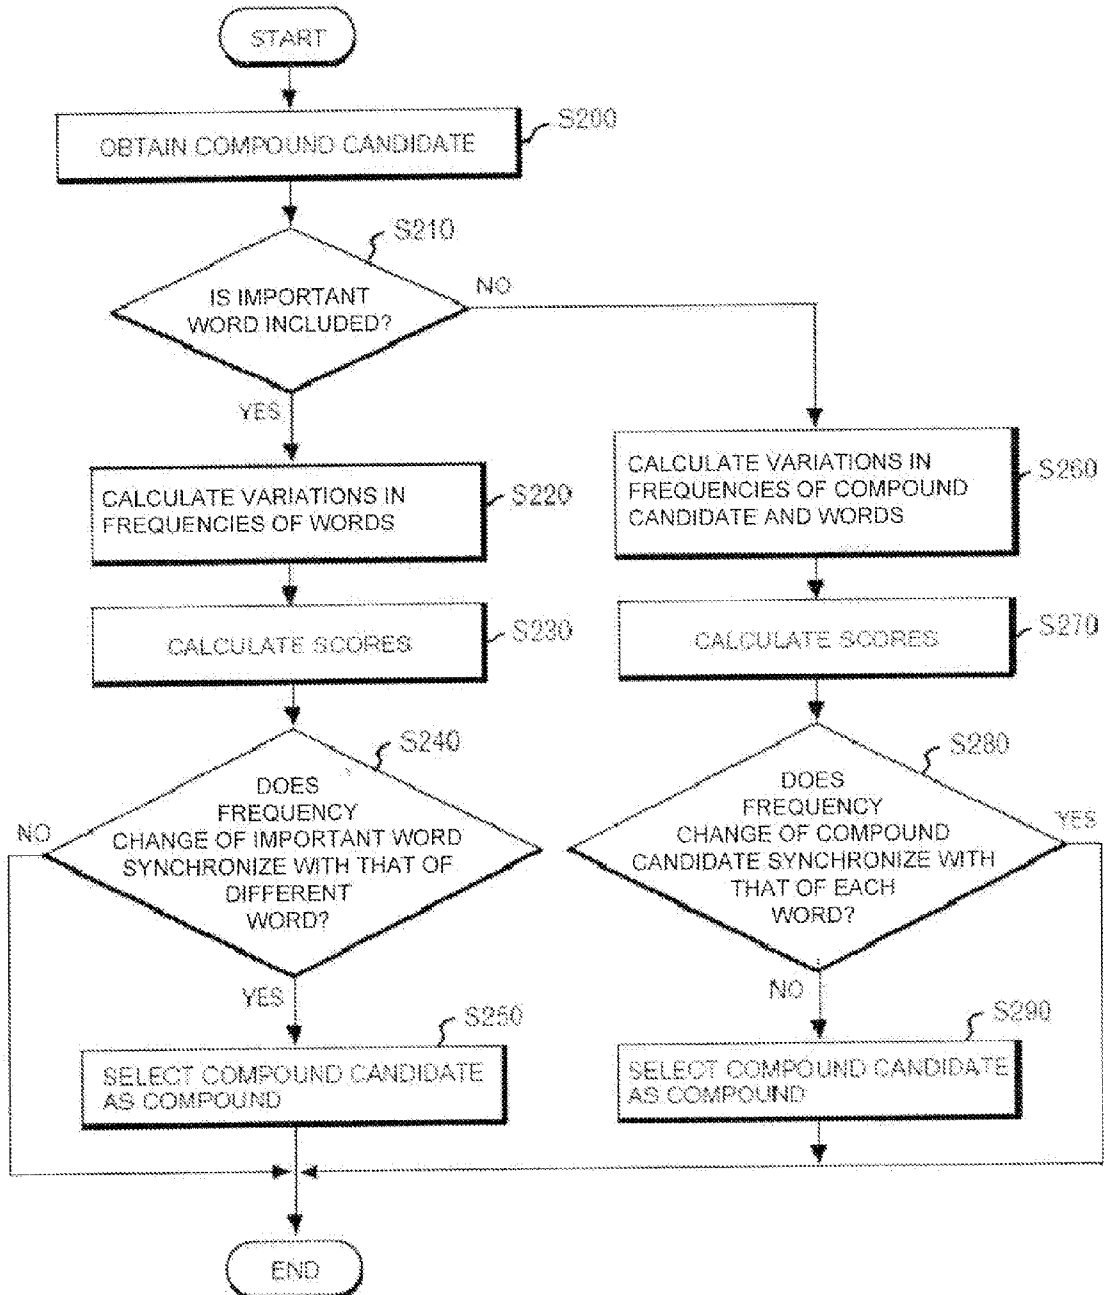 START
OBTAIN COMPOUND CANDIDATE
S200
S210
IS IMPORTANT
WORD INCLUDED?
NO
YES
CALCULATE VARIATIONS IN
FREQUENCIES OF WORDS
S220
CALCULATE VARIATIONS IN
FREQUENCIES OF COMPOUND
CANDIDATE AND WORDS
S260
CALCULATE SCORES
S230
CALCULATE SCORES
S270
S240
DOES
FREQUENCY
CHANGE OF IMPORTANT WORD
SYNCHRONIZE WITH THAT OF
DIFFERENT
WORD?
NO
YES
S280
DOES
FREQUENCY
CHANGE OF COMPOUND
CANDIDATE SYNCHRONIZE WITH
THAT OF EACH
WORD?
YES
NO
S250
SELECT COMPOUND CANDIDATE
AS COMPOUND
S290
SELECT COMPOUND CANDIDATE
AS COMPOUND
END